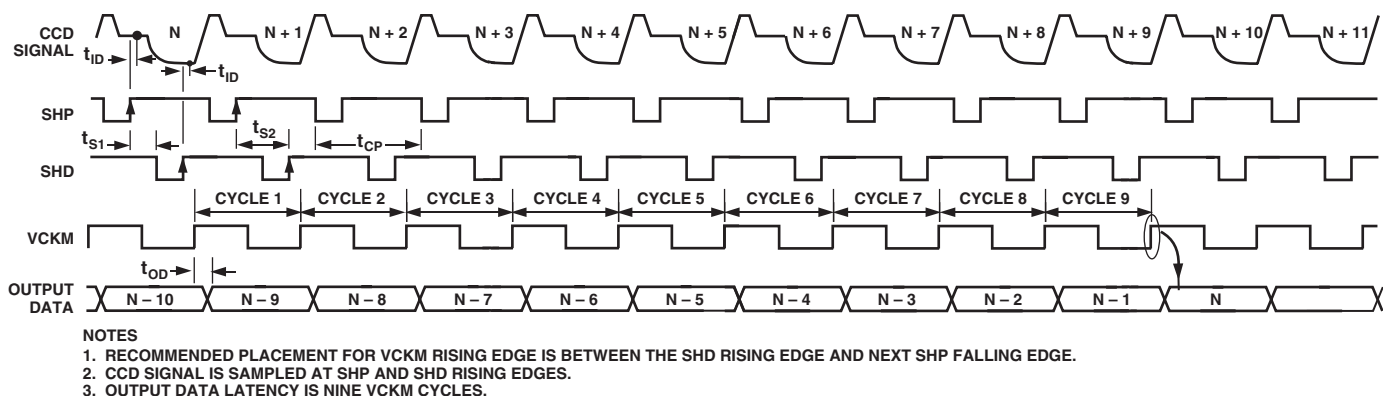 CCD SIGNAL N N + 1 N + 2 N + 3 N + 4 N + 5 N + 6 N + 7 N + 8 N + 9 N + 10 N + 11
tID tID
SHP
tS1 tS2 tCP
SHD
CYCLE 1 CYCLE 2 CYCLE 3 CYCLE 4 CYCLE 5 CYCLE 6 CYCLE 7 CYCLE 8 CYCLE 9
VCKM
tOD
OUTPUT DATA N – 10 N – 9 N – 8 N – 7 N – 6 N – 5 N – 4 N – 3 N – 2 N – 1 N
NOTES
1. RECOMMENDED PLACEMENT FOR VCKM RISING EDGE IS BETWEEN THE SHD RISING EDGE AND NEXT SHP FALLING EDGE.
2. CCD SIGNAL IS SAMPLED AT SHP AND SHD RISING EDGES.
3. OUTPUT DATA LATENCY IS NINE VCKM CYCLES.